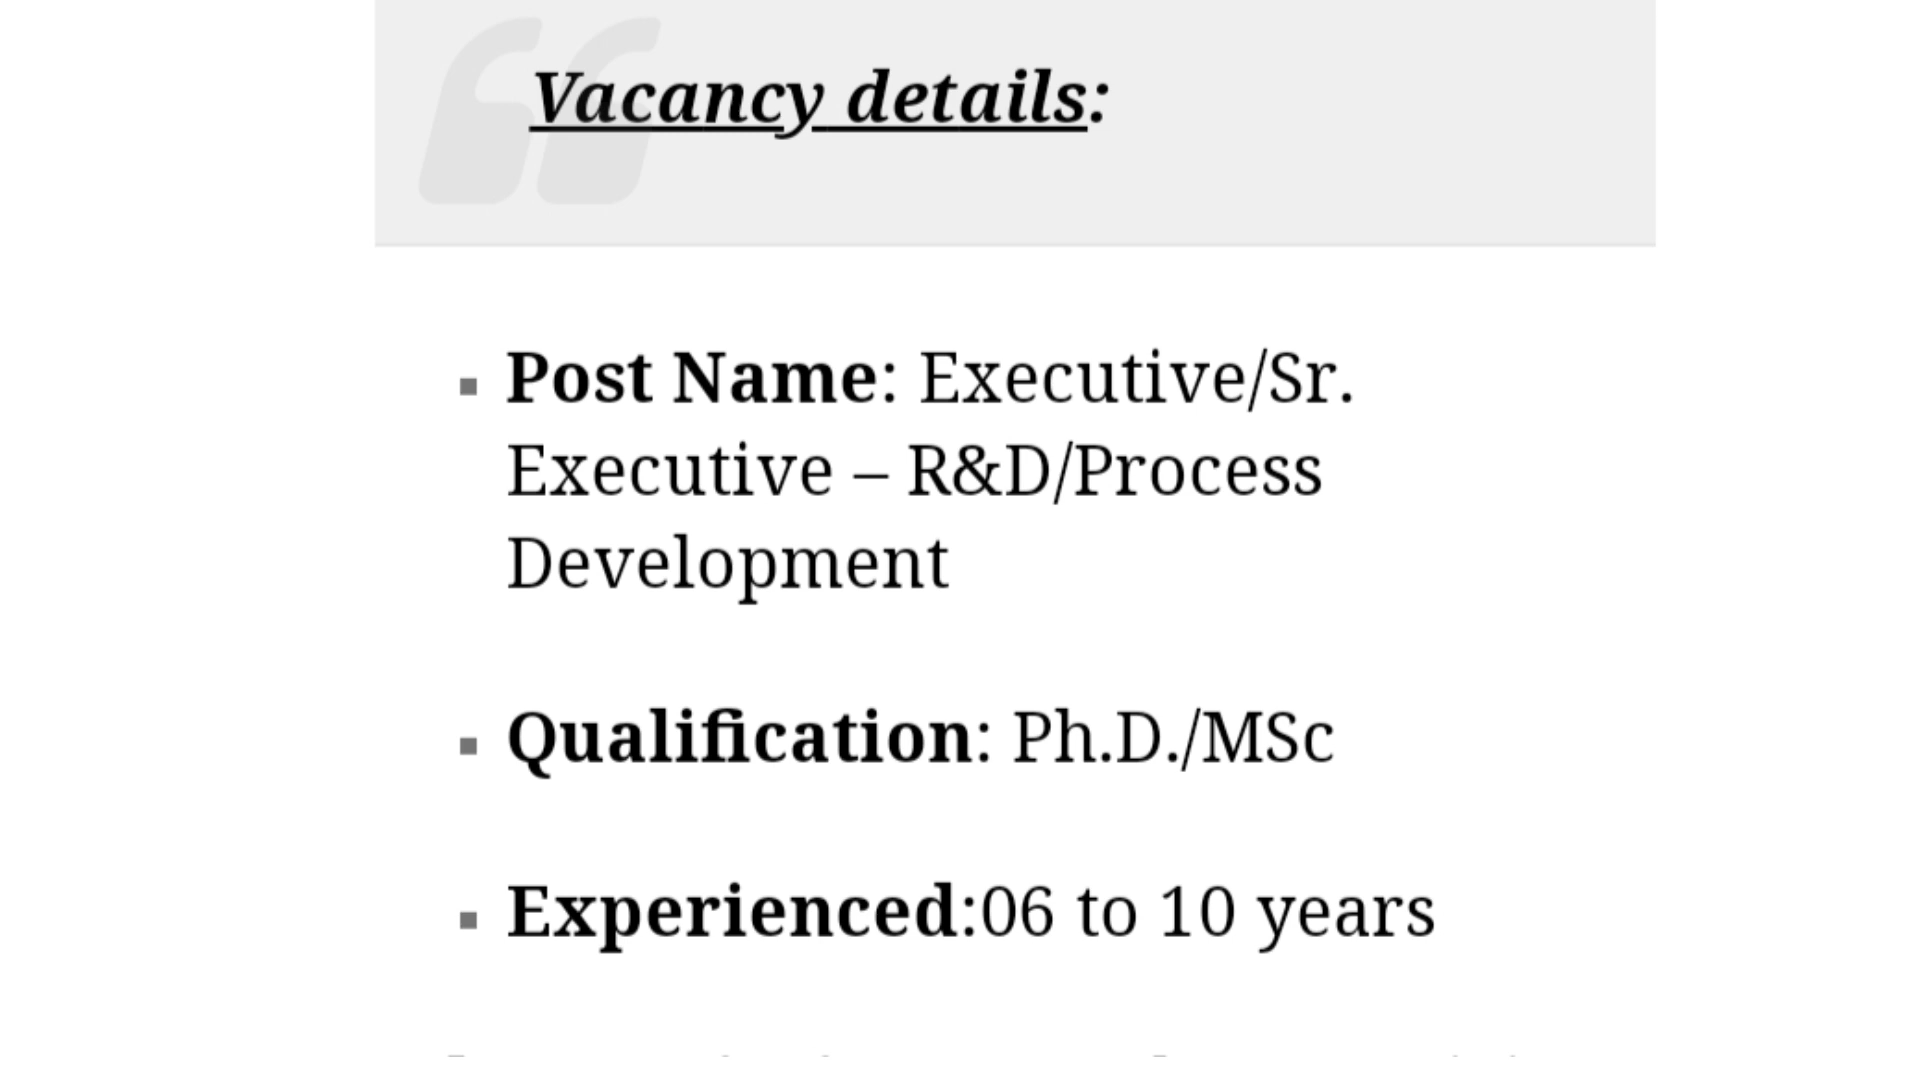 Vacancy details:
Post Name: Executive/Sr.
Executive – R&D/Process
Development
Qualification: Ph.D./MSc
Experienced:06 to 10 years